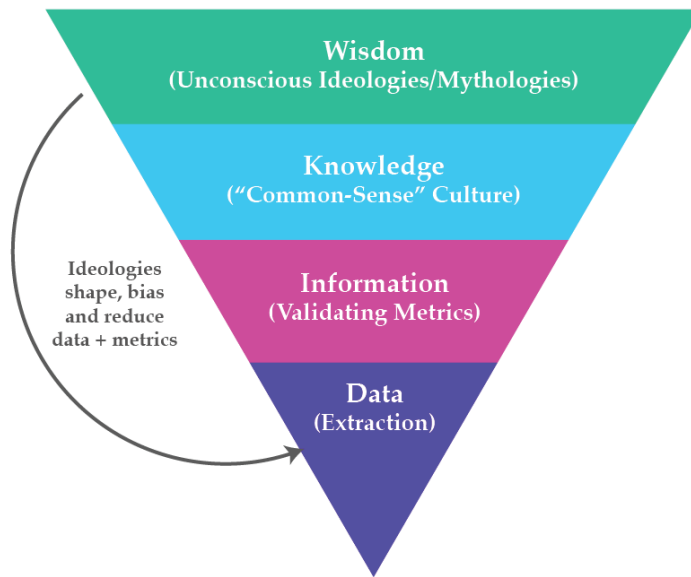 Wisdom
(Unconscious Ideologies/Mythologies)
Knowledge
(“Common-Sense” Culture)
Ideologies
shape, bias
and reduce
data + metrics
Information
(Validating Metrics)
Data
(Extraction)